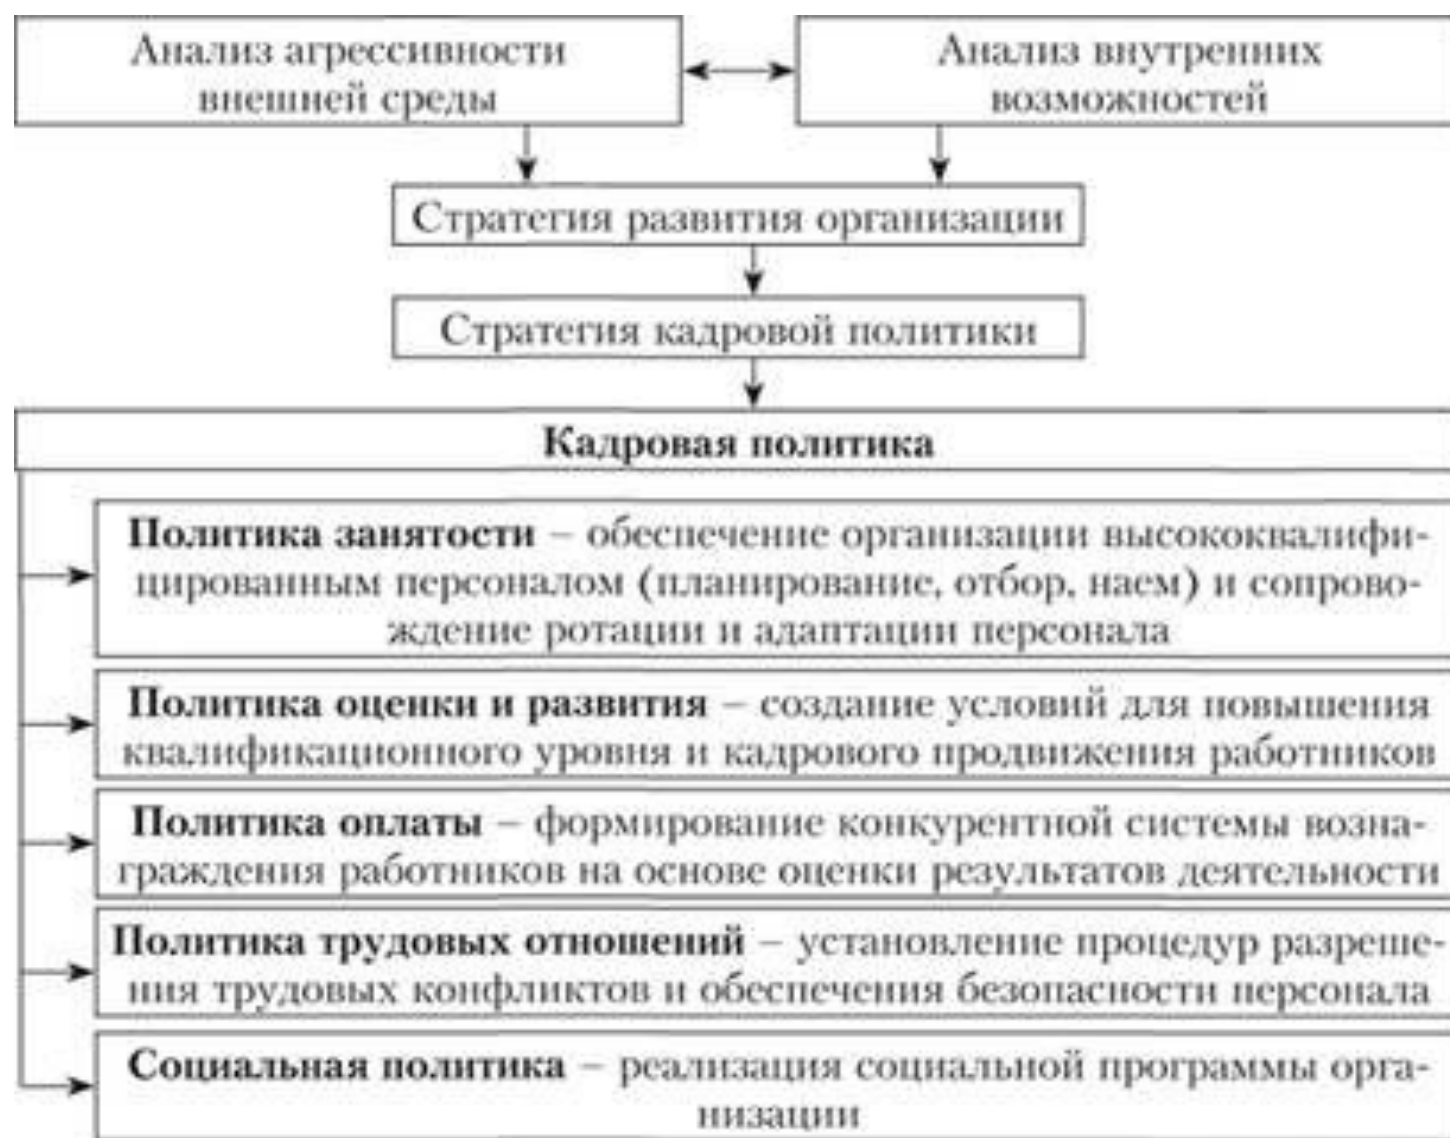 Анализ агрессивности
внешней среды
Анализ внутренних
возможностей
Стратегия развития организации
Стратегия кадровой политики
Кадровая политика
Политика занятости – обеспечение организации высококвалифи-
цированным персоналом (планирование, отбор, наем) и сопрово-
ждение ротации и адаптации персонала
Политика оценки и развития – создание условий для повышения
квалификационного уровня и кадрового продвижения работников
Политика оплаты – формирование конкурентной системы возна-
граждения работников на основе оценки результатов деятельности
Политика трудовых отношений – установление процедур разреше-
ния трудовых конфликтов и обеспечения безопасности персонала
Социальная политика – реализация социальной программы орга-
низации